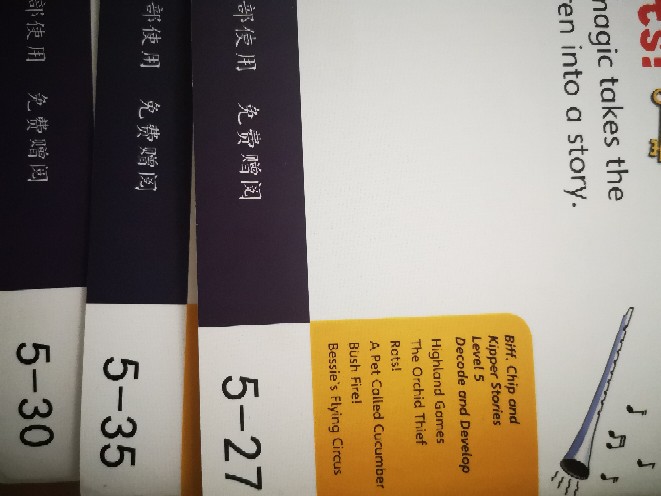 ts!
magic takes the
en into a story.
Biff, Chip and
Kipper Stories
Level 5
Decode and Develop
Highland Games
The Orchid Thief
Rats!
A Pet Called Cucumber
Bush Fire!
Bessie's Flying Circus
部使用 免费赠阅
5-27
部使用 免费赠阅
5-35
部使用 免费赠阅
5-30